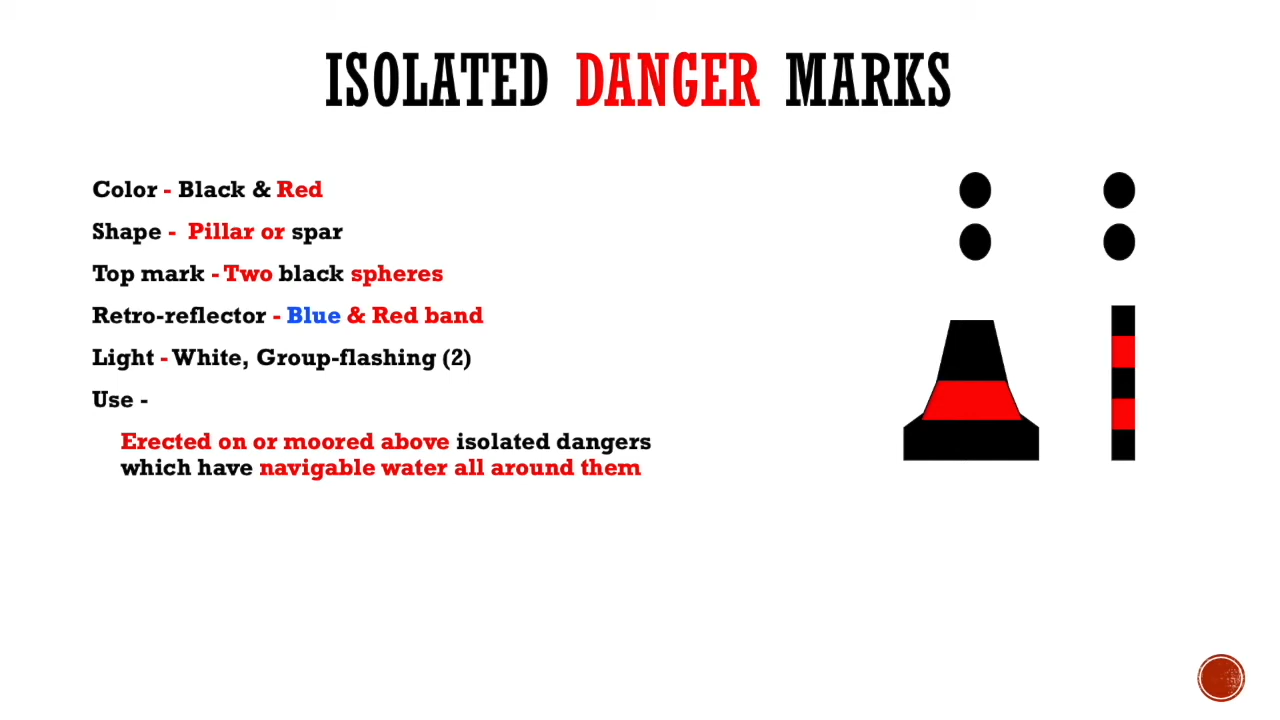 ISOLATED DANGER MARKS
Color - Black & Red
Shape - Pillar or spar
Top mark - Two black spheres
Retro-reflector - Blue & Red band
Light - White, Group-flashing (2)
Use -
Erected on or moored above isolated dangers
which have navigable water all around them